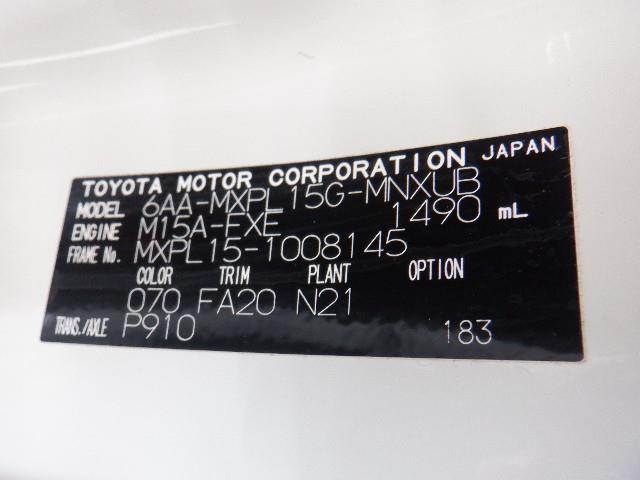 TOYOTA MOTOR CORPORATION JAPAN
MODEL 6AA-MXPL15G-MNXUB
ENGINE M15A-FXE 1490 mL
FRAME No. MXPL15-1008145
COLOR TRIM PLANT OPTION
070 FA20 N21
TRANS./AXLE P910 183